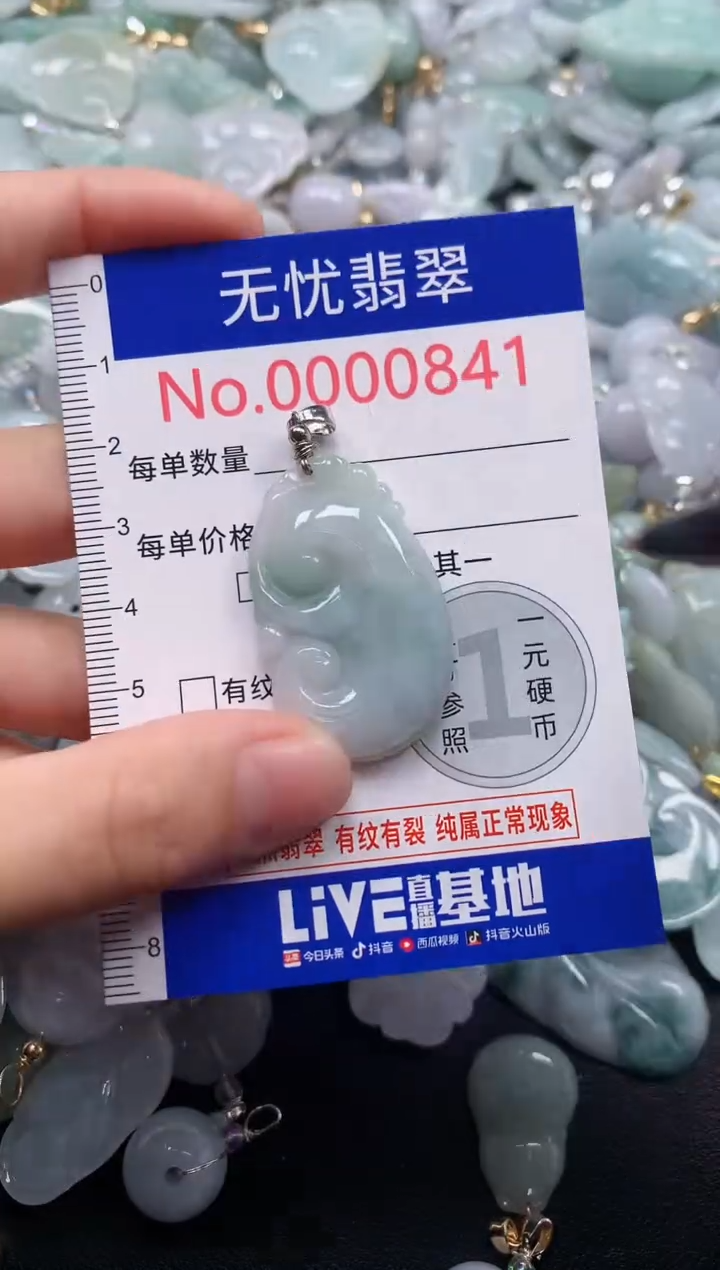 无忧翡翠
No.0000841
0
1
每单数量
2
每单价格
3
其一
4
一元硬币
5
有纹
参照
1
翡翠 有纹有裂 纯属正常现象
LiVE直播基地
8
今日头条 抖音 西瓜视频 抖音火山版